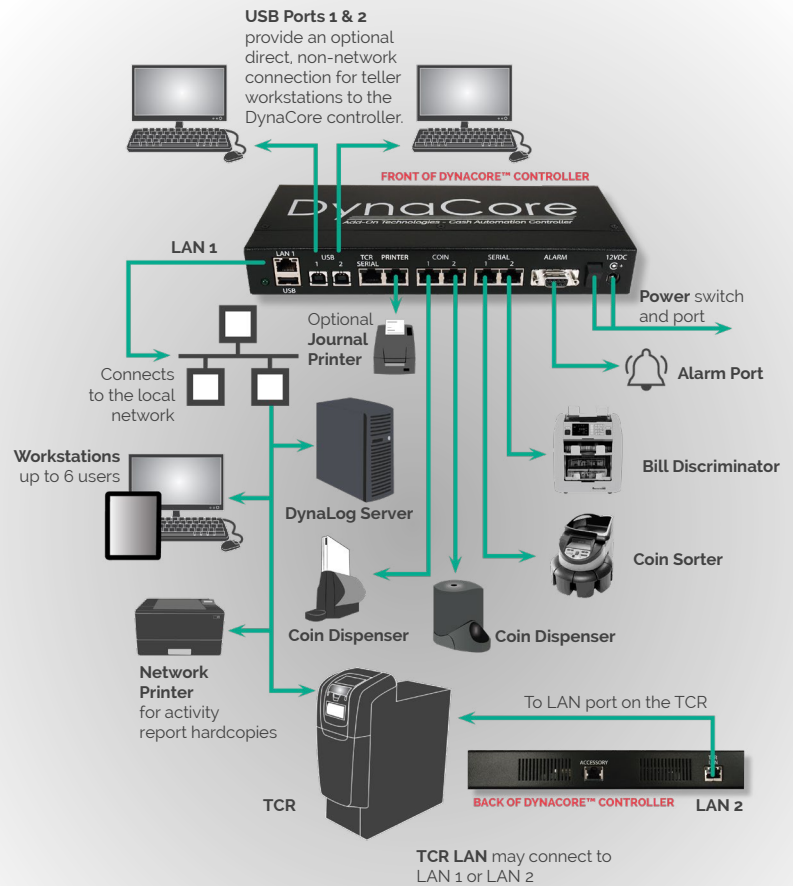 USB Ports 1 & 2
provide an optional
direct, non-network
connection for teller
workstations to the
DynaCore controller.
FRONT OF DYNACORE™ CONTROLLER
DynaCore
Add-On Technologies - Cash Automation Controller
LAN 1
LAN 1
USB
1 2
TCR
SERIAL
PRINTER
COIN
1 2
SERIAL
1 2
ALARM
12VDC
USB
Power switch
and port
Optional
Journal
Printer
Alarm Port
Connects
to the local
network
Workstations
up to 6 users
Bill Discriminator
DynaLog Server
Coin Sorter
Coin Dispenser
Coin Dispenser
Network
Printer
for activity
report hardcopies
To LAN port on the TCR
ACCESSORY
TCR
BACK OF DYNACORE™ CONTROLLER
LAN 2
TCR LAN may connect to
LAN 1 or LAN 2